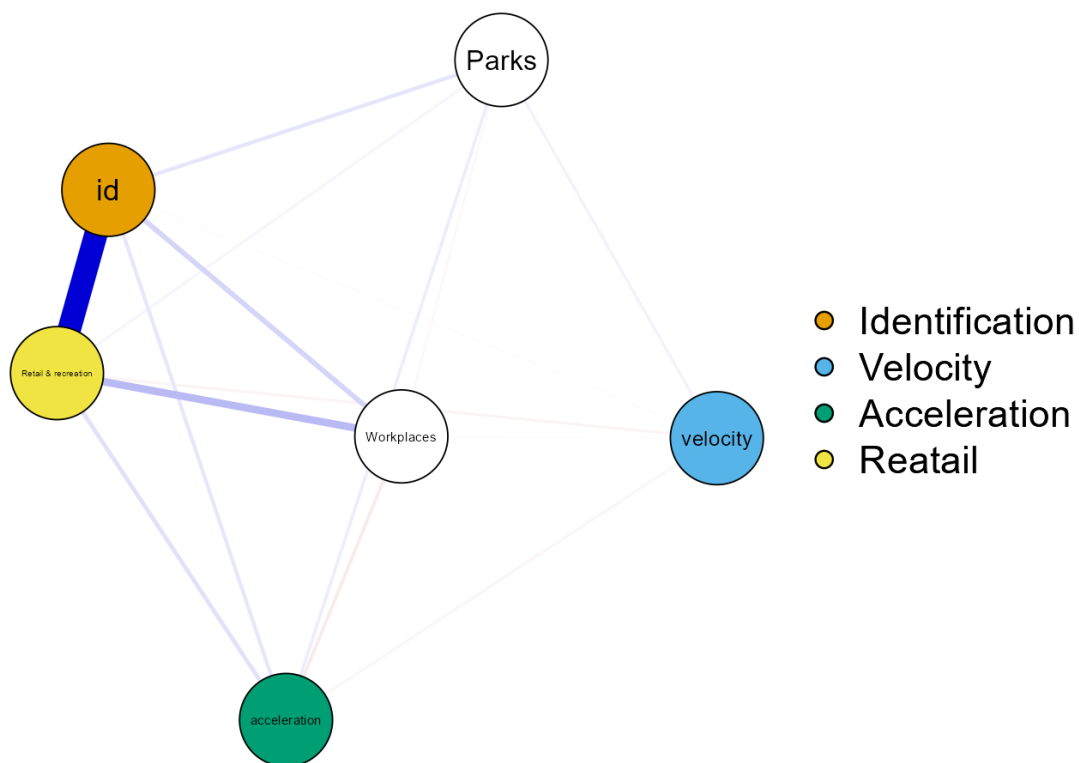 Parks
id
Retail & recreation
Workplaces
velocity
acceleration
Identification
Velocity
Acceleration
Reatail